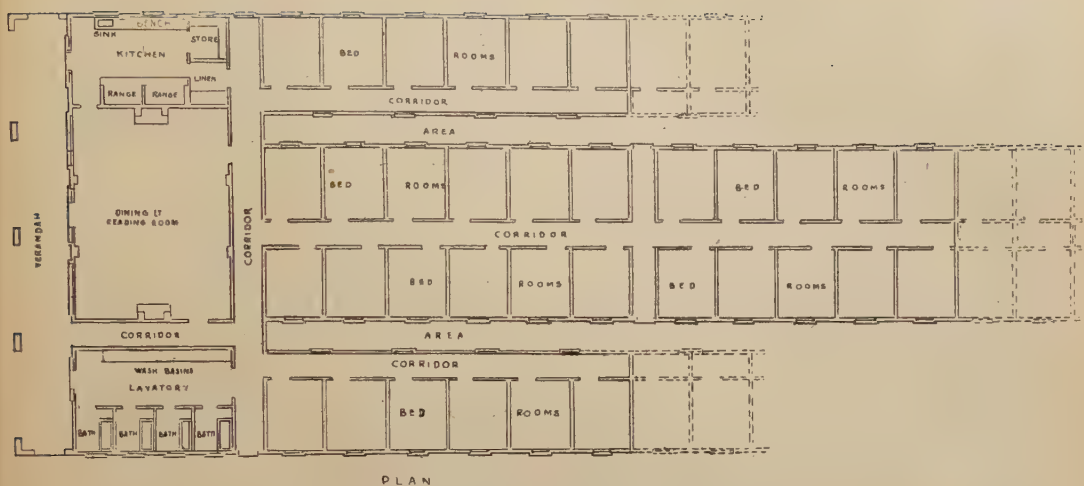 BENCH
SINK
STORE
KITCHEN
LINEN
RANGE RANGE
BED ROOMS
CORRIDOR
AREA
BED ROOMS
BED ROOMS
DINING &
READING ROOM
VERANDAH
CORRIDOR
CORRIDOR
BED ROOMS
BED ROOMS
CORRIDOR
AREA
WASH BASINS
LAVATORY
CORRIDOR
BED ROOMS
BATH BATH BATH BATH
PLAN